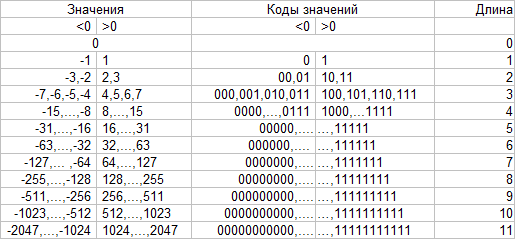 Значения Коды значений Длина
<0 >0 <0 >0
0 0
-1 1 0 1 1
-3,-2 2,3 00,01 10,11 2
-7,-6,-5,-4 4,5,6,7 000,001,010,011 100,101,110,111 3
-15,...,-8 8,...,15 0000,...,0111 1000,...1111 4
-31,...,-16 16,...,31 00000,... ...,11111 5
-63,...,-32 32,...,63 000000,... ...,111111 6
-127,... ,-64 64,...,127 0000000,... ...,1111111 7
-255,...,-128 128,...,255 00000000,... ...,11111111 8
-511,...,-256 256,...,511 000000000,... ...,111111111 9
-1023,...,-512 512,...,1023 0000000000,... ...,1111111111 10
-2047,...,-1024 1024,...,2047 00000000000,... ...,11111111111 11